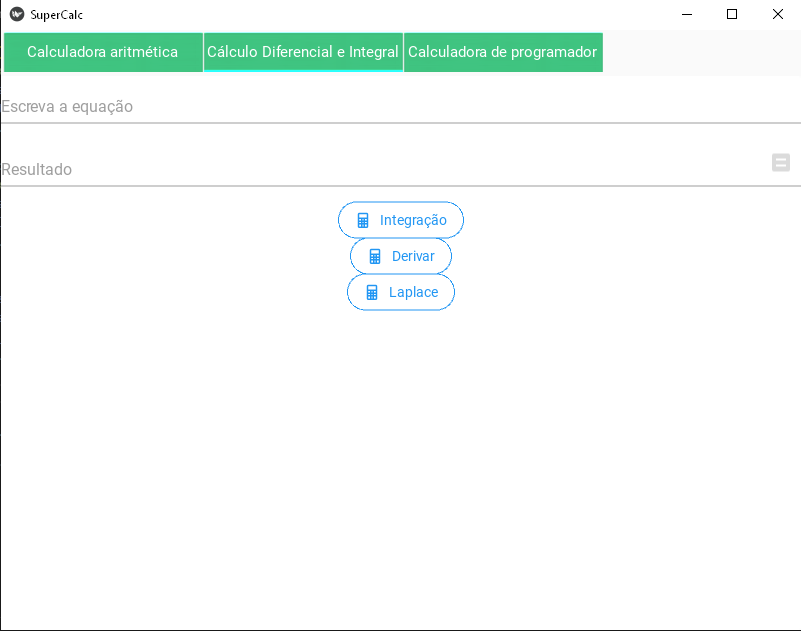 SuperCalc
Calculadora aritmética Cálculo Diferencial e Integral Calculadora de programador
Escreva a equação
Resultado
Integração
Derivar
Laplace